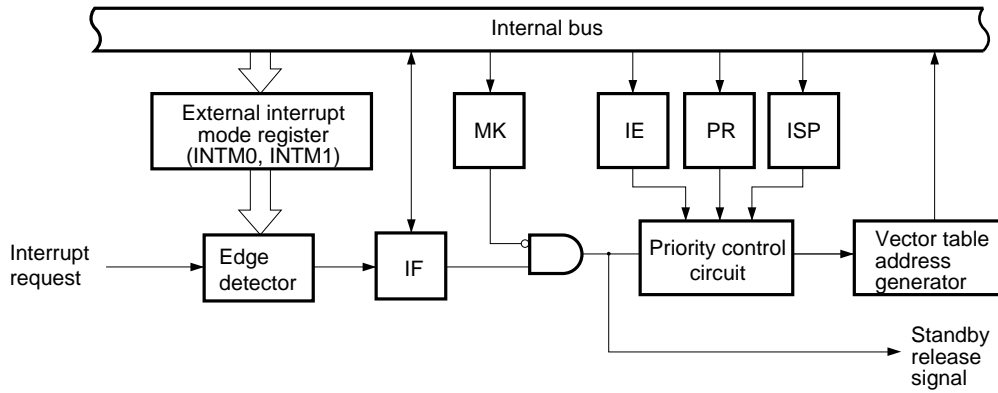 Internal bus
External interrupt
mode register
(INTM0, INTM1)
MK
IE
PR
ISP
Interrupt
request
Edge
detector
IF
Priority control
circuit
Vector table
address
generator
Standby
release
signal